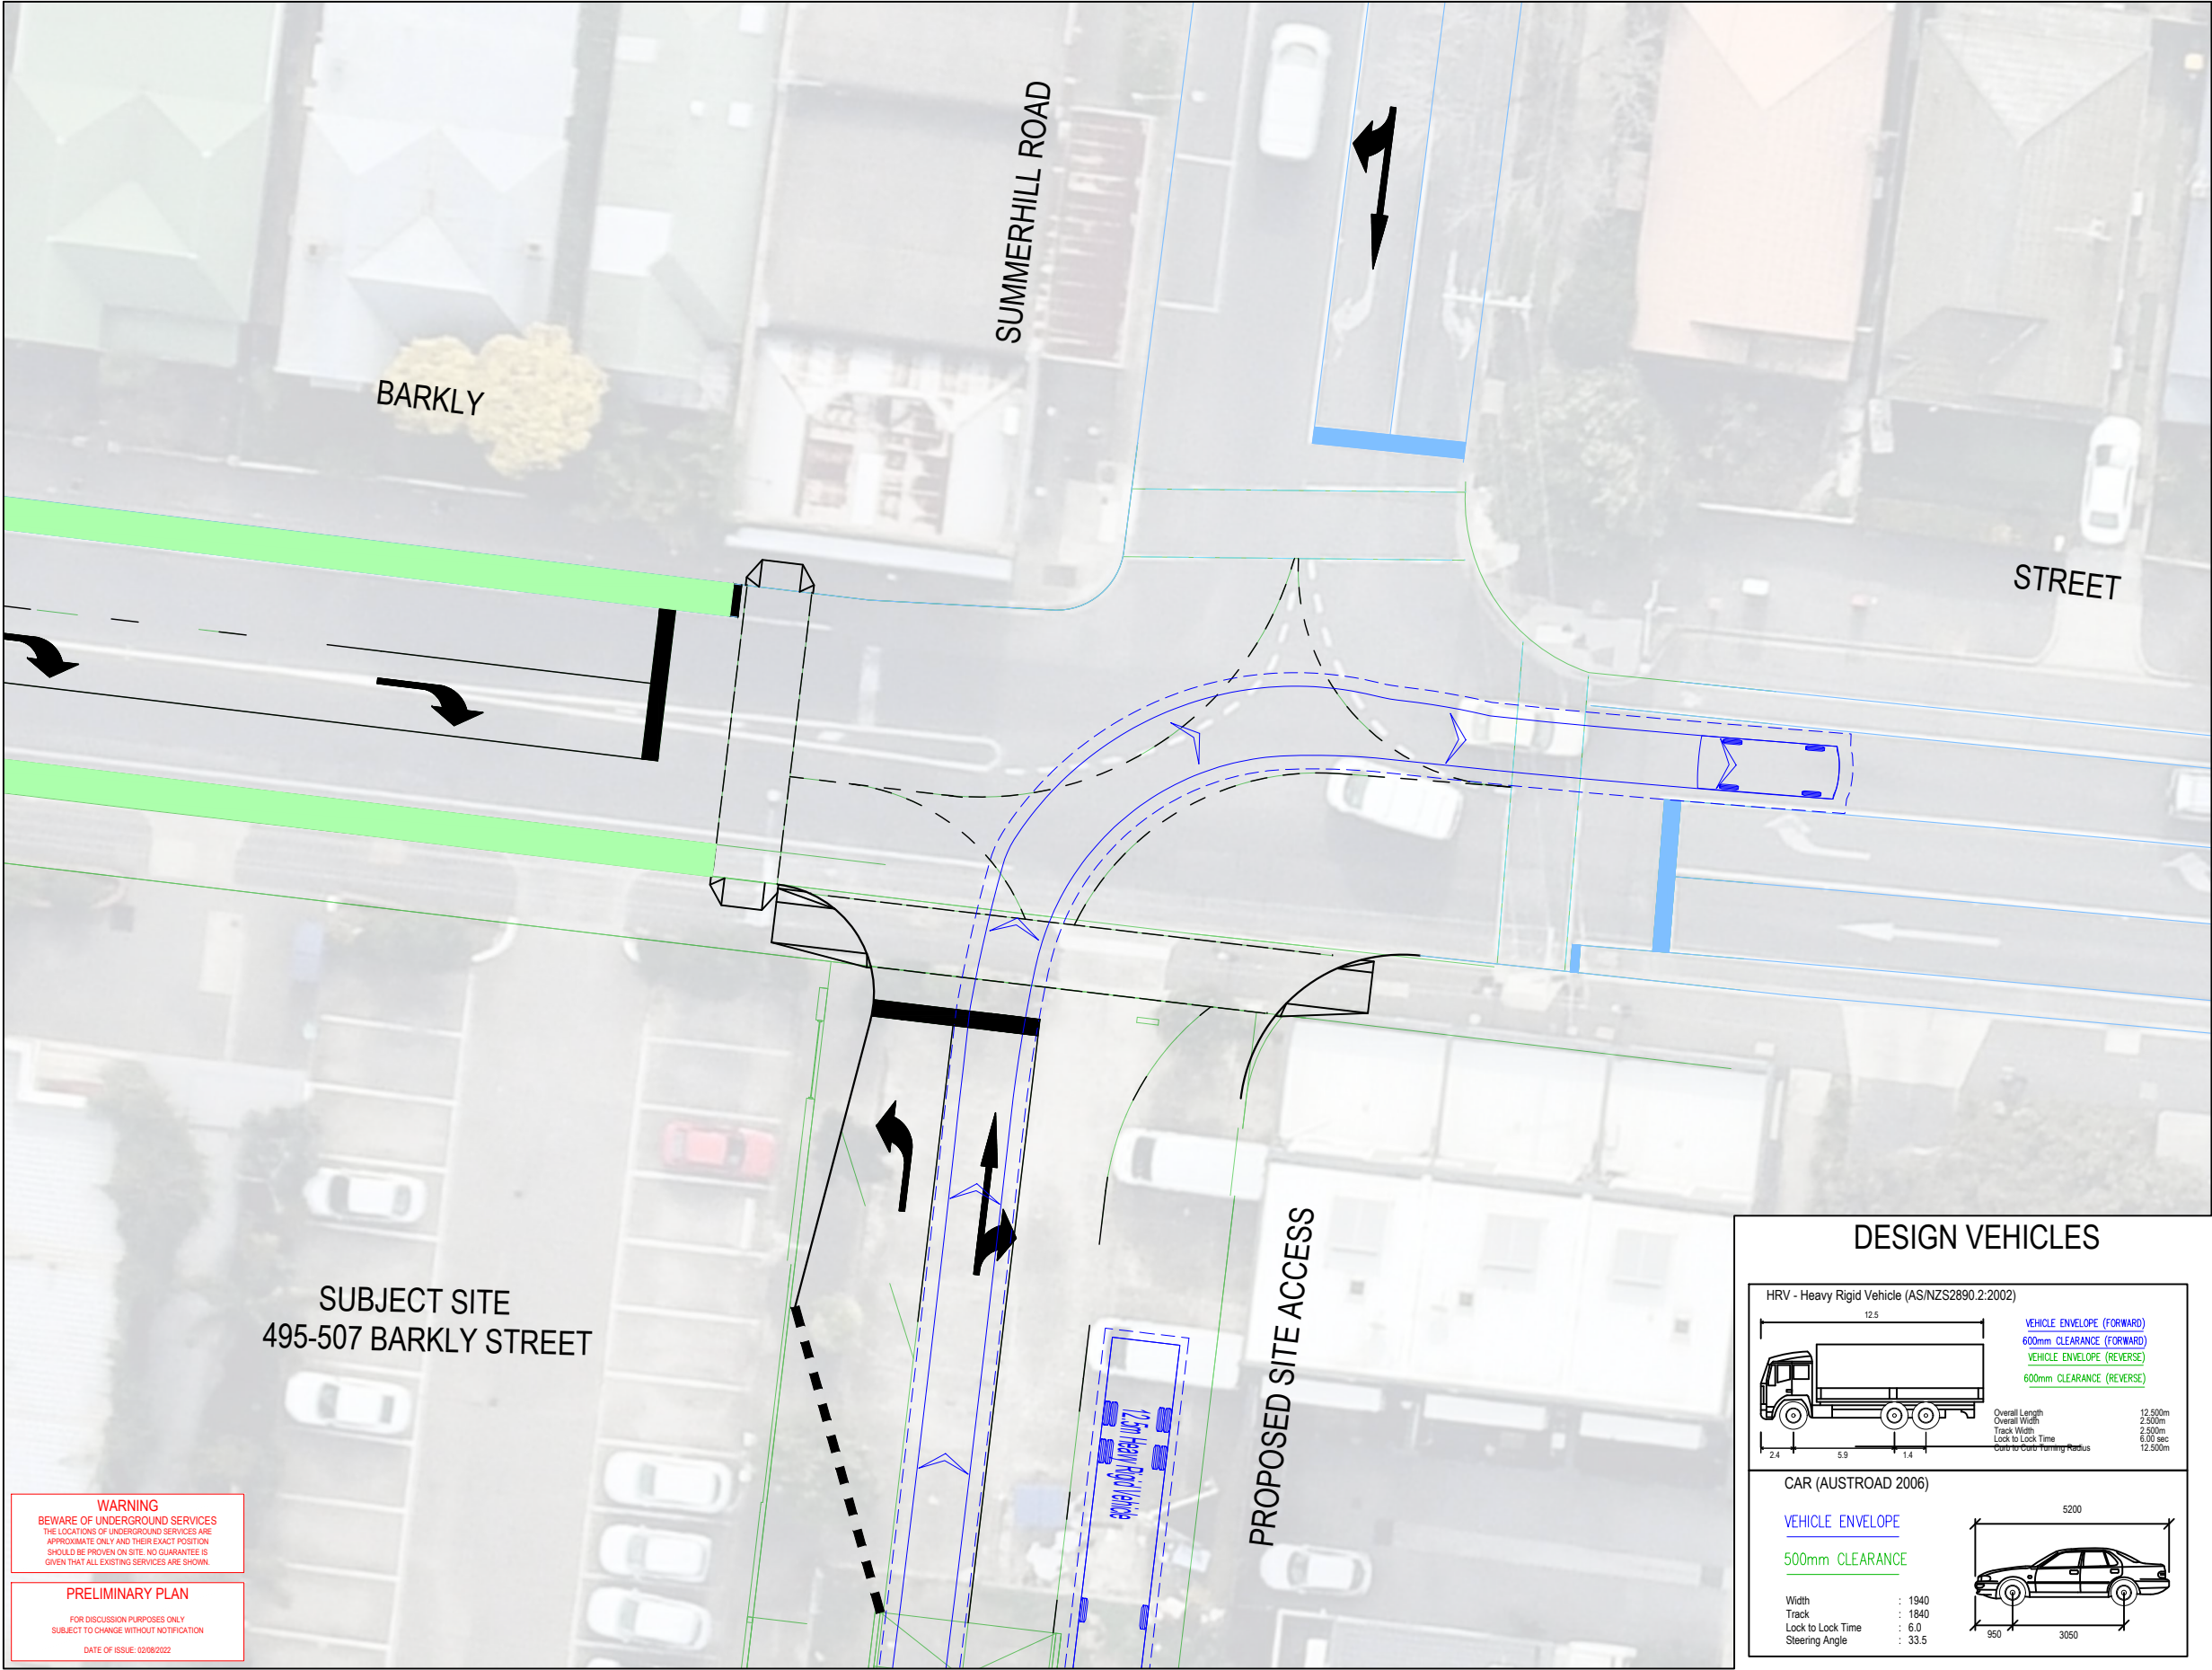 SUMMERHILL ROAD
BARKLY
STREET
SUBJECT SITE
495-507 BARKLY STREET
PROPOSED SITE ACCESS
12.5m Heavy Rigid Vehicle
WARNING
BEWARE OF UNDERGROUND SERVICES
THE LOCATIONS OF UNDERGROUND SERVICES ARE
APPROXIMATE ONLY AND THEIR EXACT POSITION
SHOULD BE PROVEN ON SITE. NO GUARANTEE IS
GIVEN THAT ALL EXISTING SERVICES ARE SHOWN.
PRELIMINARY PLAN
FOR DISCUSSION PURPOSES ONLY
SUBJECT TO CHANGE WITHOUT NOTIFICATION
DATE OF ISSUE: 02/08/2022
DESIGN VEHICLES
HRV - Heavy Rigid Vehicle (AS/NZS2890.2:2002)
12.5
VEHICLE ENVELOPE (FORWARD)
600mm CLEARANCE (FORWARD)
VEHICLE ENVELOPE (REVERSE)
600mm CLEARANCE (REVERSE)
Overall Length 12.500m
Overall Width 2.500m
Track Width 2.500m
Lock to Lock Time 6.00 sec
Curb to Curb Turning Radius 12.500m
2.4 5.9 1.4
CAR (AUSTROAD 2006)
VEHICLE ENVELOPE
500mm CLEARANCE
5200
Width : 1940
Track : 1840
Lock to Lock Time : 6.0
Steering Angle : 33.5
950 3050